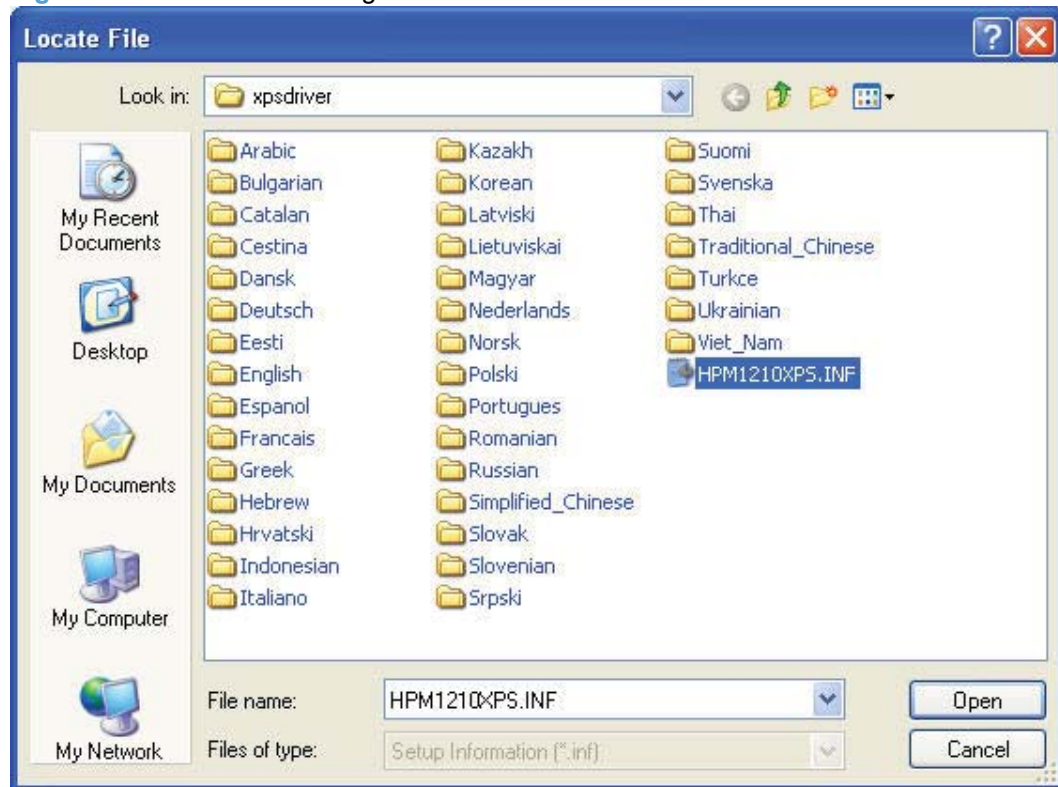 Locate File
Look in: xpsdriver
My Recent
Documents
Desktop
My Documents
My Computer
My Network
Arabic
Bulgarian
Catalan
Cestina
Dansk
Deutsch
Eesti
English
Espanol
Francais
Greek
Hebrew
Hrvatski
Indonesian
Italiano
Kazakh
Korean
Latviski
Lietuviskai
Magyar
Nederlands
Norsk
Polski
Portugues
Romanian
Russian
Simplified_Chinese
Slovak
Slovenian
Srpski
Suomi
Svenska
Thai
Traditional_Chinese
Turkce
Ukrainian
Viet_Nam
HPM1210XPS.INF
File name: HPM1210XPS.INF Open
Files of type: Setup Information (*.inf) Cancel